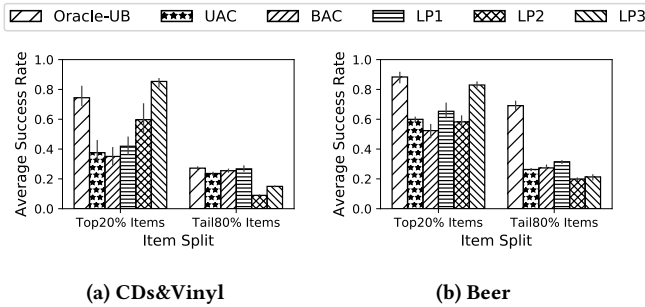 Oracle-UB UAC BAC LP1 LP2 LP3
Average Success Rate
1.0
0.8
0.6
0.4
0.2
0.0
Top20% Items Tail80% Items
Item Split
(a) CDs&Vinyl
Average Success Rate
1.0
0.8
0.6
0.4
0.2
0.0
Top20% Items Tail80% Items
Item Split
(b) Beer